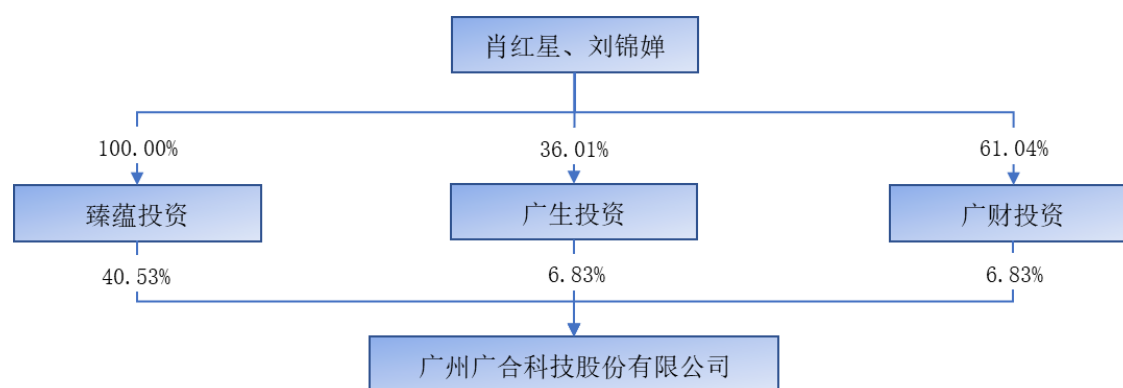 肖红星、刘锦婵
100.00%
36.01%
61.04%
臻蕴投资
广生投资
广财投资
40.53%
6.83%
6.83%
广州广合科技股份有限公司